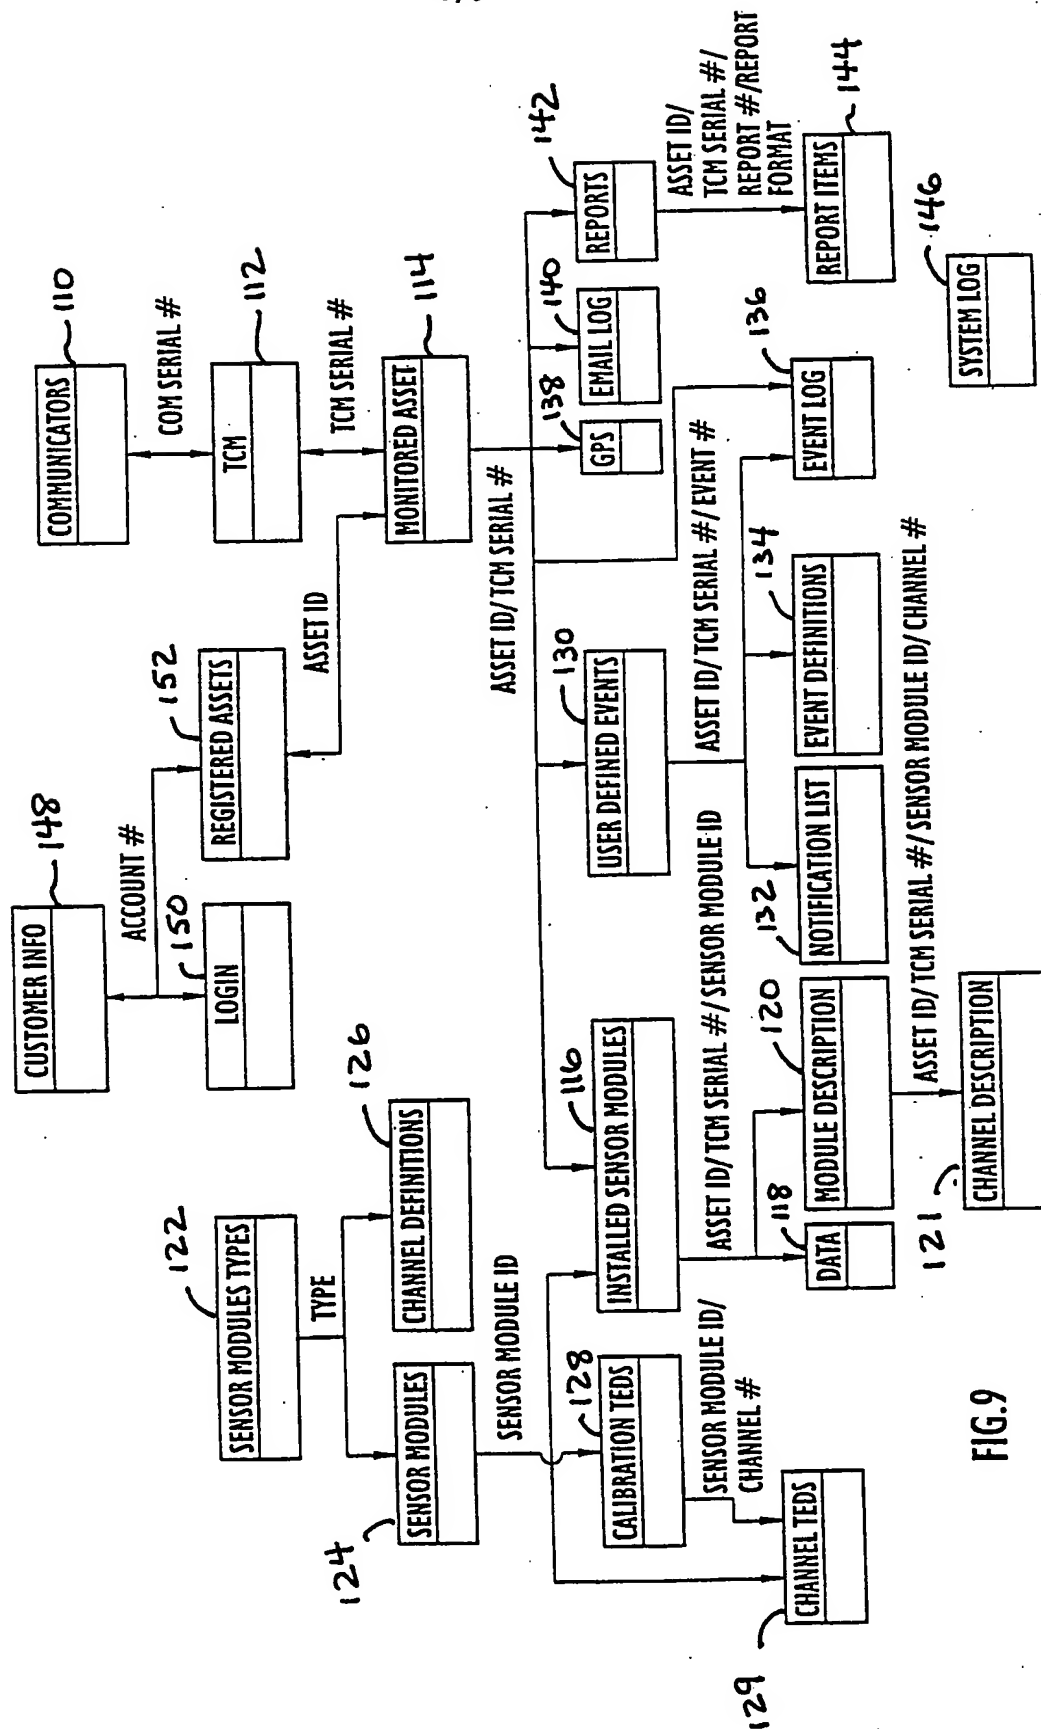 CUSTOMER INFO
148
ACCOUNT #
150
LOGIN
152
REGISTERED ASSETS
ASSET ID
COMMUNICATORS
110
COM SERIAL #
TCM
112
TCM SERIAL #
MONITORED ASSET
114
ASSET ID/TCM SERIAL #
SENSOR MODULES TYPES
122
TYPE
SENSOR MODULES
124
CHANNEL DEFINITIONS
126
SENSOR MODULE ID
CALIBRATION TEDS
128
SENSOR MODULE ID/
CHANNEL #
CHANNEL TEDS
129
INSTALLED SENSOR MODULES
116
ASSET ID/TCM SERIAL #/SENSOR MODULE ID
DATA
118
MODULE DESCRIPTION
120
ASSET ID/TCM SERIAL #/SENSOR MODULE ID/CHANNEL #
CHANNEL DESCRIPTION
121
USER DEFINED EVENTS
130
ASSET ID/TCM SERIAL #/EVENT #
NOTIFICATION LIST
132
EVENT DEFINITIONS
134
EVENT LOG
136
GPS
138
EMAIL LOG
140
REPORTS
142
ASSET ID/
TCM SERIAL #/
REPORT #/REPORT
FORMAT
REPORT ITEMS
144
SYSTEM LOG
146
FIG.9